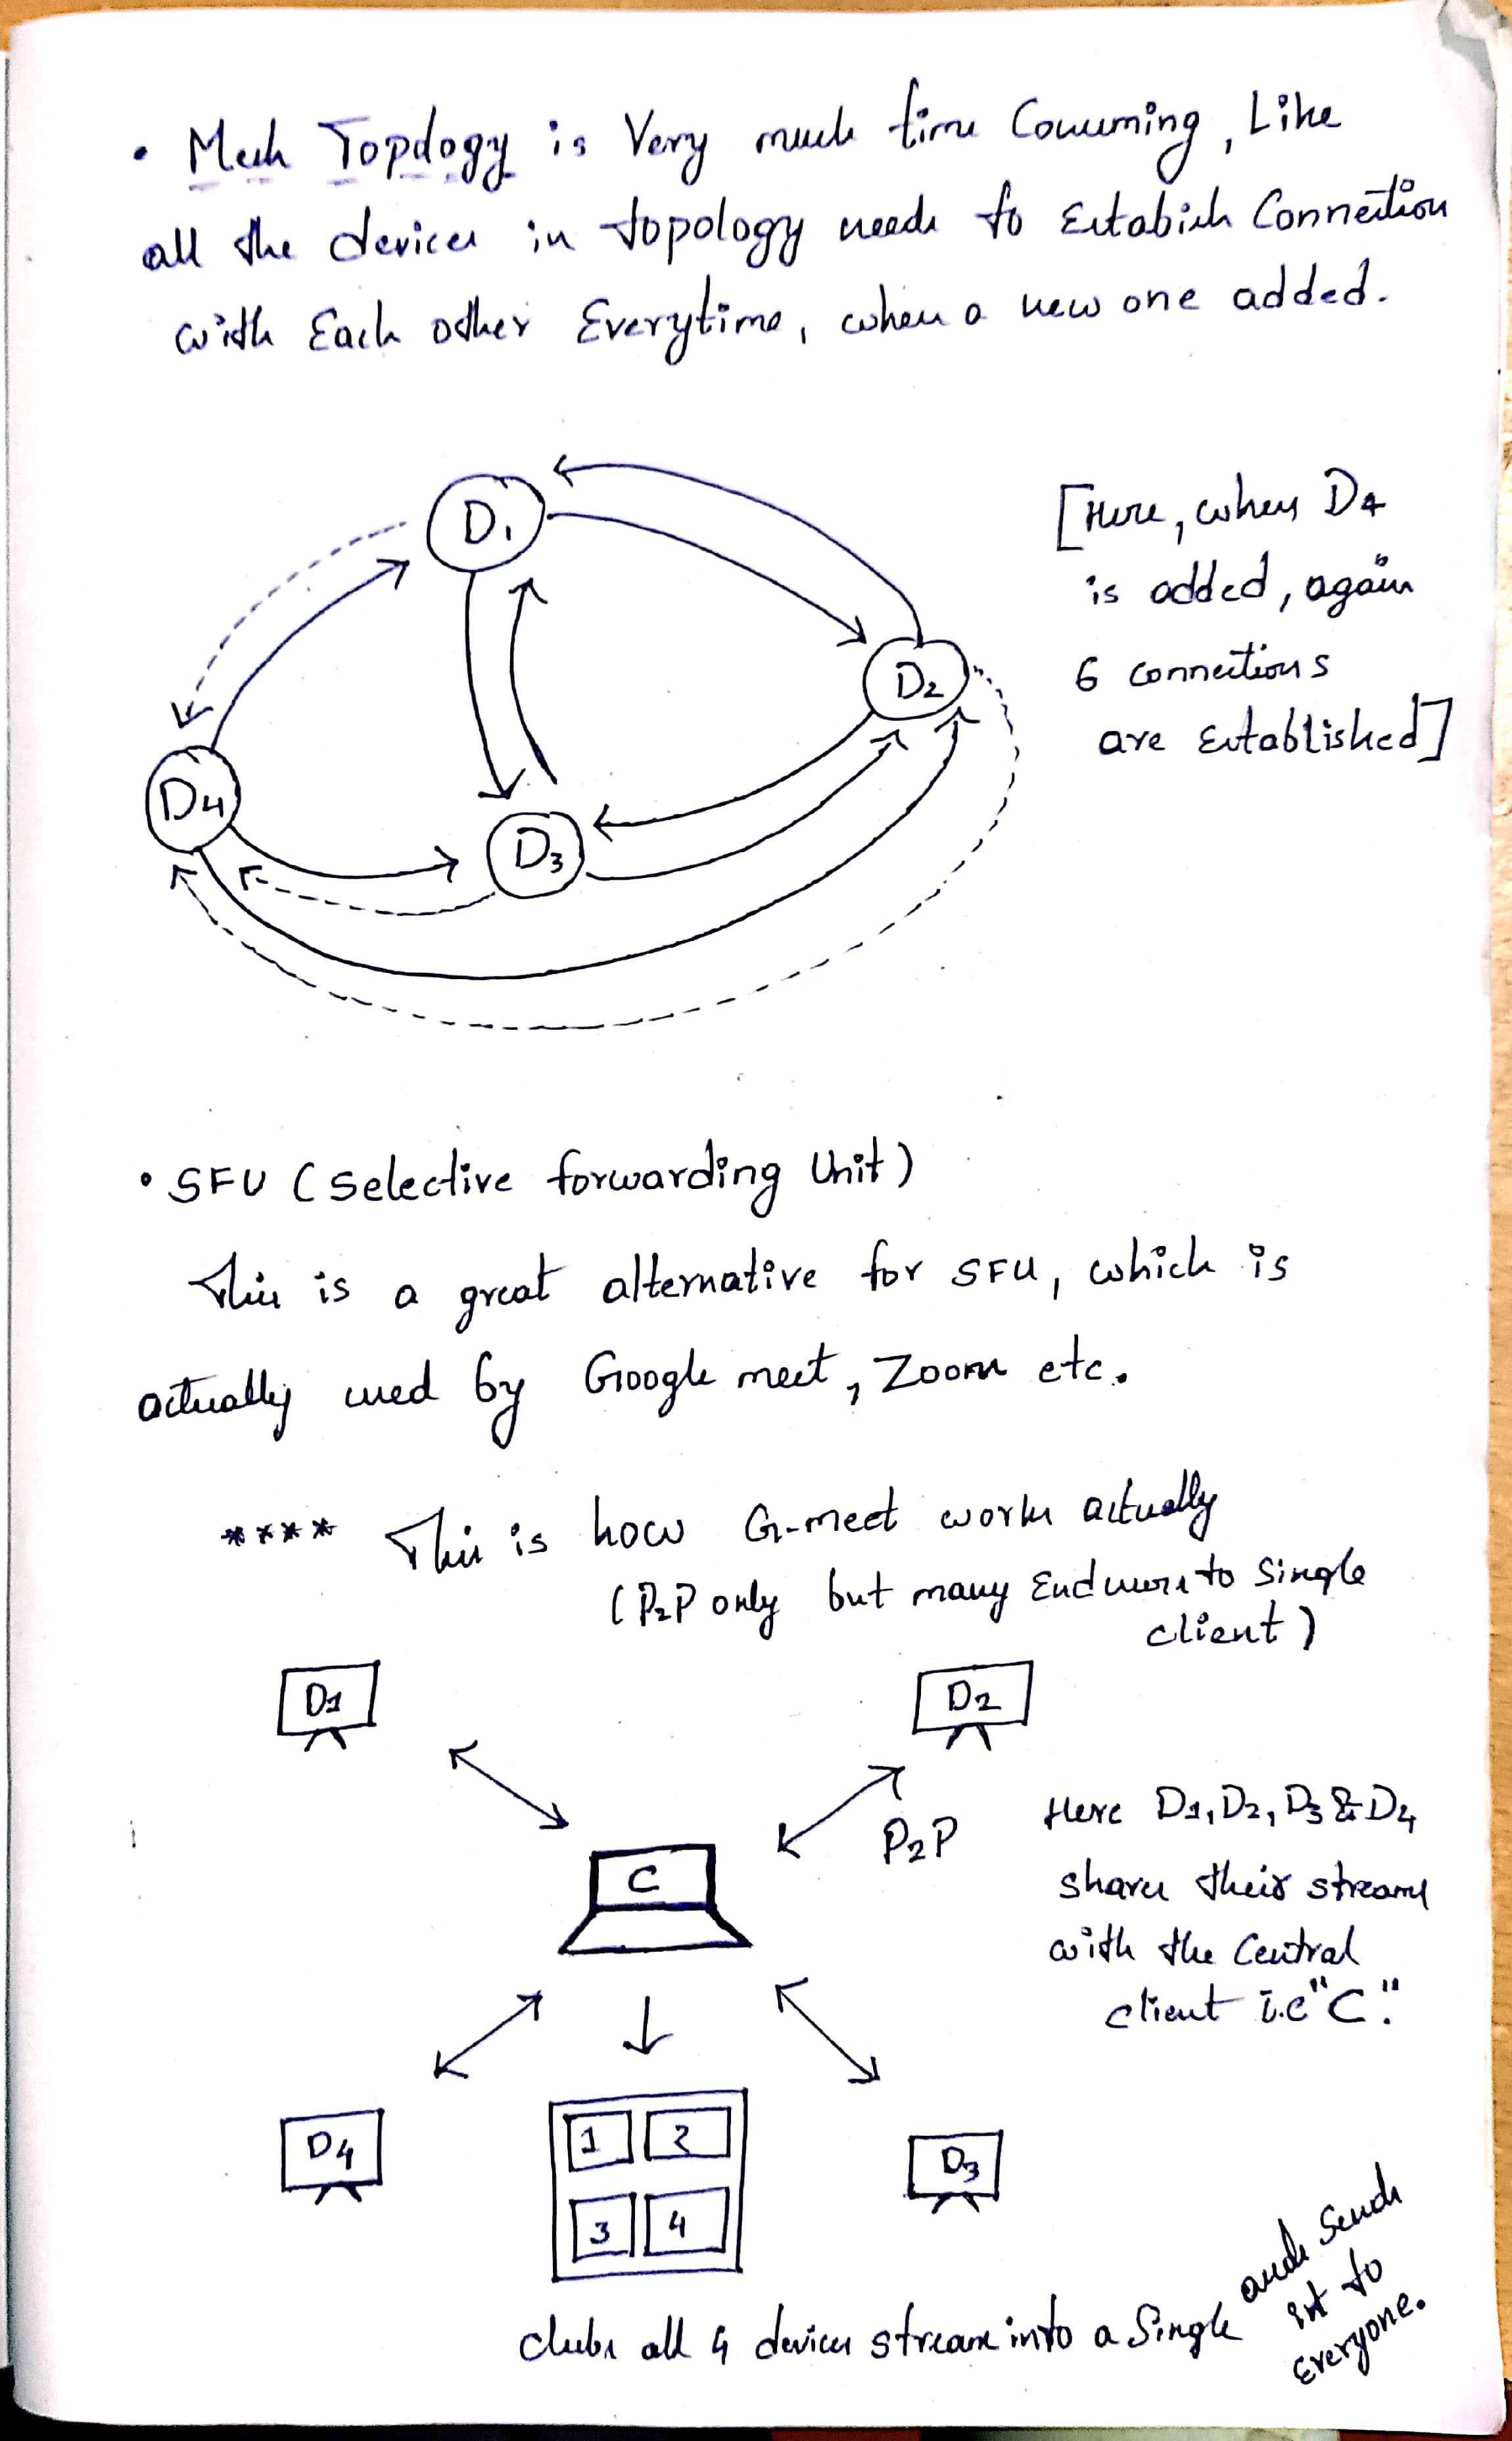 • Mesh Topology is Very much time Consuming, Like
all the devices in topology needs to Estabish Connection
with Each other Everytime, when a new one added.
[Here, when D4
is added, again
6 connections
are Established]
D1
D2
D4
D3
• SFU (Selective forwarding Unit)
This is a great alternative for SFU, which is
actually used by Google meet, Zoom etc.
**** This is how G-meet works actually
(P2P only but many End users to Single
client)
D1
D2
P2P
C
Here D1, D2, D3 & D4
shares their streams
with the Central
client i.e "C".
D4
1 2
3 4
D3
clubs all 4 devices stream into a Single and Sends
it to
Everyone.